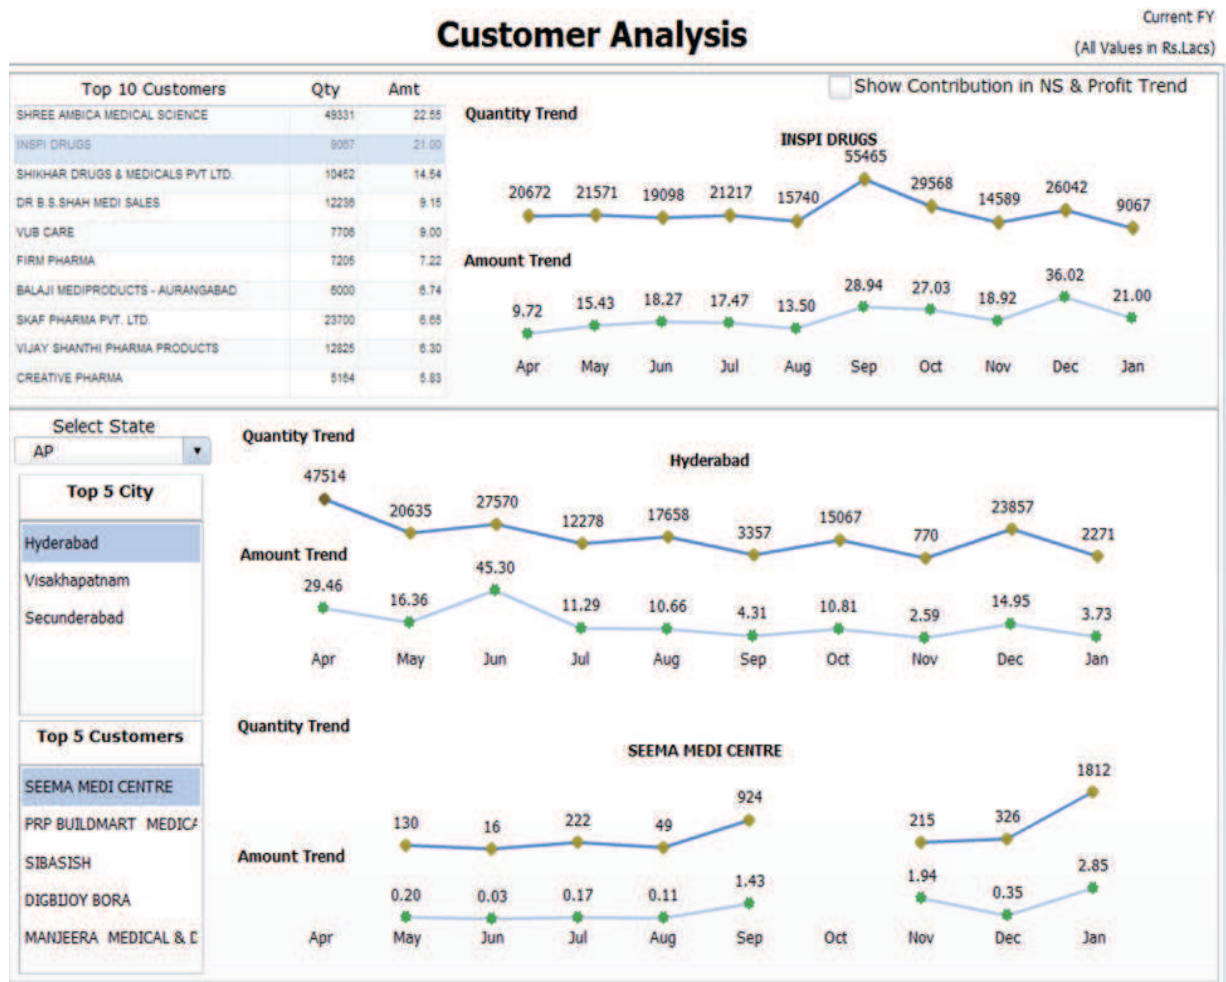 Customer Analysis
Current FY
(All Values in Rs.Lacs)
Top 10 Customers Qty Amt
SHREE AMBICA MEDICAL SCIENCE 49331 22.55
INSPI DRUGS 9067 21.00
SHIKHAR DRUGS & MEDICALS PVT LTD. 10462 14.54
DR B.S.SHAH MEDI SALES 12236 9.15
VUB CARE 7706 9.00
FIRM PHARMA 7205 7.22
BALAJI MEDIPRODUCTS - AURANGABAD 6000 6.74
SKAF PHARMA PVT. LTD. 23700 6.65
VIJAY SHANTHI PHARMA PRODUCTS 12825 6.30
CREATIVE PHARMA 5164 5.83
Show Contribution in NS & Profit Trend
Quantity Trend
INSPI DRUGS
20672 21571 19098 21217 15740 55465 29568 14589 26042 9067
Amount Trend
9.72 15.43 18.27 17.47 13.50 28.94 27.03 18.92 36.02 21.00
Apr May Jun Jul Aug Sep Oct Nov Dec Jan
Select State
AP
Top 5 City
Hyderabad
Visakhapatnam
Secunderabad
Quantity Trend
Hyderabad
47514 20635 27570 12278 17658 3357 15067 770 23857 2271
Amount Trend
29.46 16.36 45.30 11.29 10.66 4.31 10.81 2.59 14.95 3.73
Apr May Jun Jul Aug Sep Oct Nov Dec Jan
Top 5 Customers
SEEMA MEDI CENTRE
PRP BUILDMART MEDICA
SIBASISH
DIGBIJOY BORA
MANJEERA MEDICAL & D
Quantity Trend
SEEMA MEDI CENTRE
130 16 222 49 924 215 326 1812
Amount Trend
0.20 0.03 0.17 0.11 1.43 1.94 0.35 2.85
Apr May Jun Jul Aug Sep Oct Nov Dec Jan